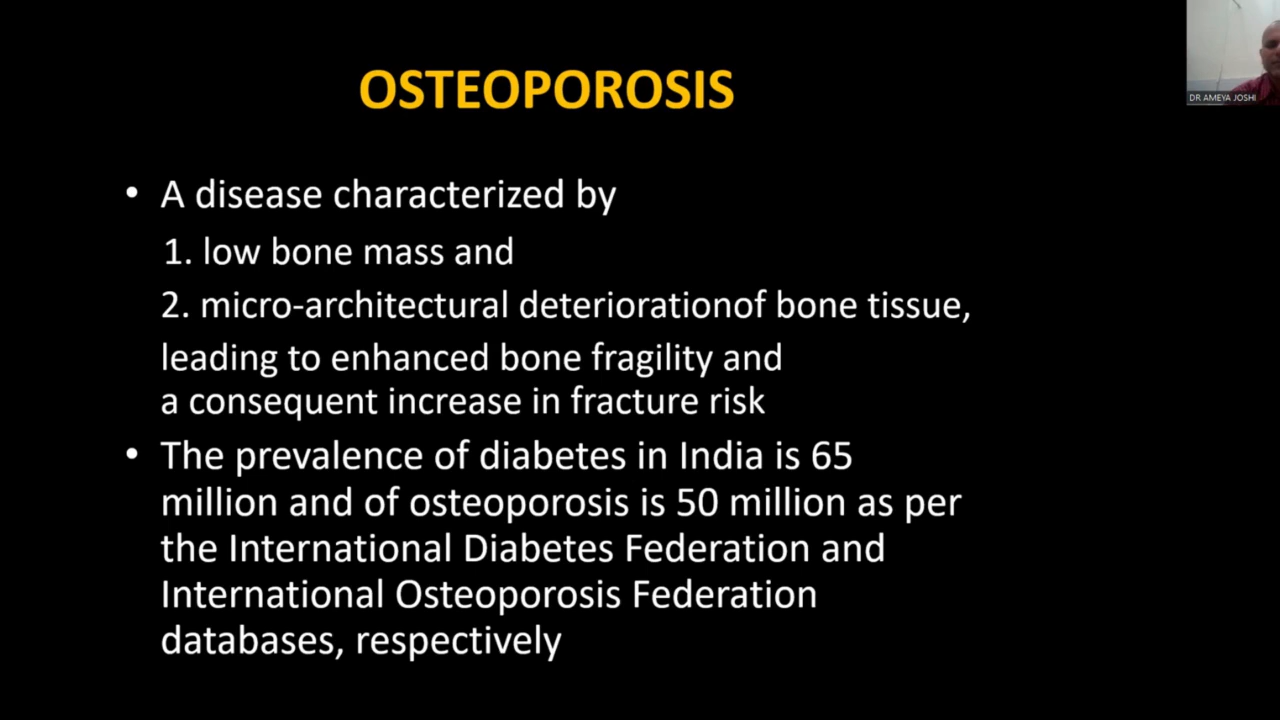 OSTEOPOROSIS
• A disease characterized by
1. low bone mass and
2. micro-architectural deteriorationof bone tissue,
leading to enhanced bone fragility and
a consequent increase in fracture risk
• The prevalence of diabetes in India is 65
million and of osteoporosis is 50 million as per
the International Diabetes Federation and
International Osteoporosis Federation
databases, respectively
DR AMEYA JOSHI